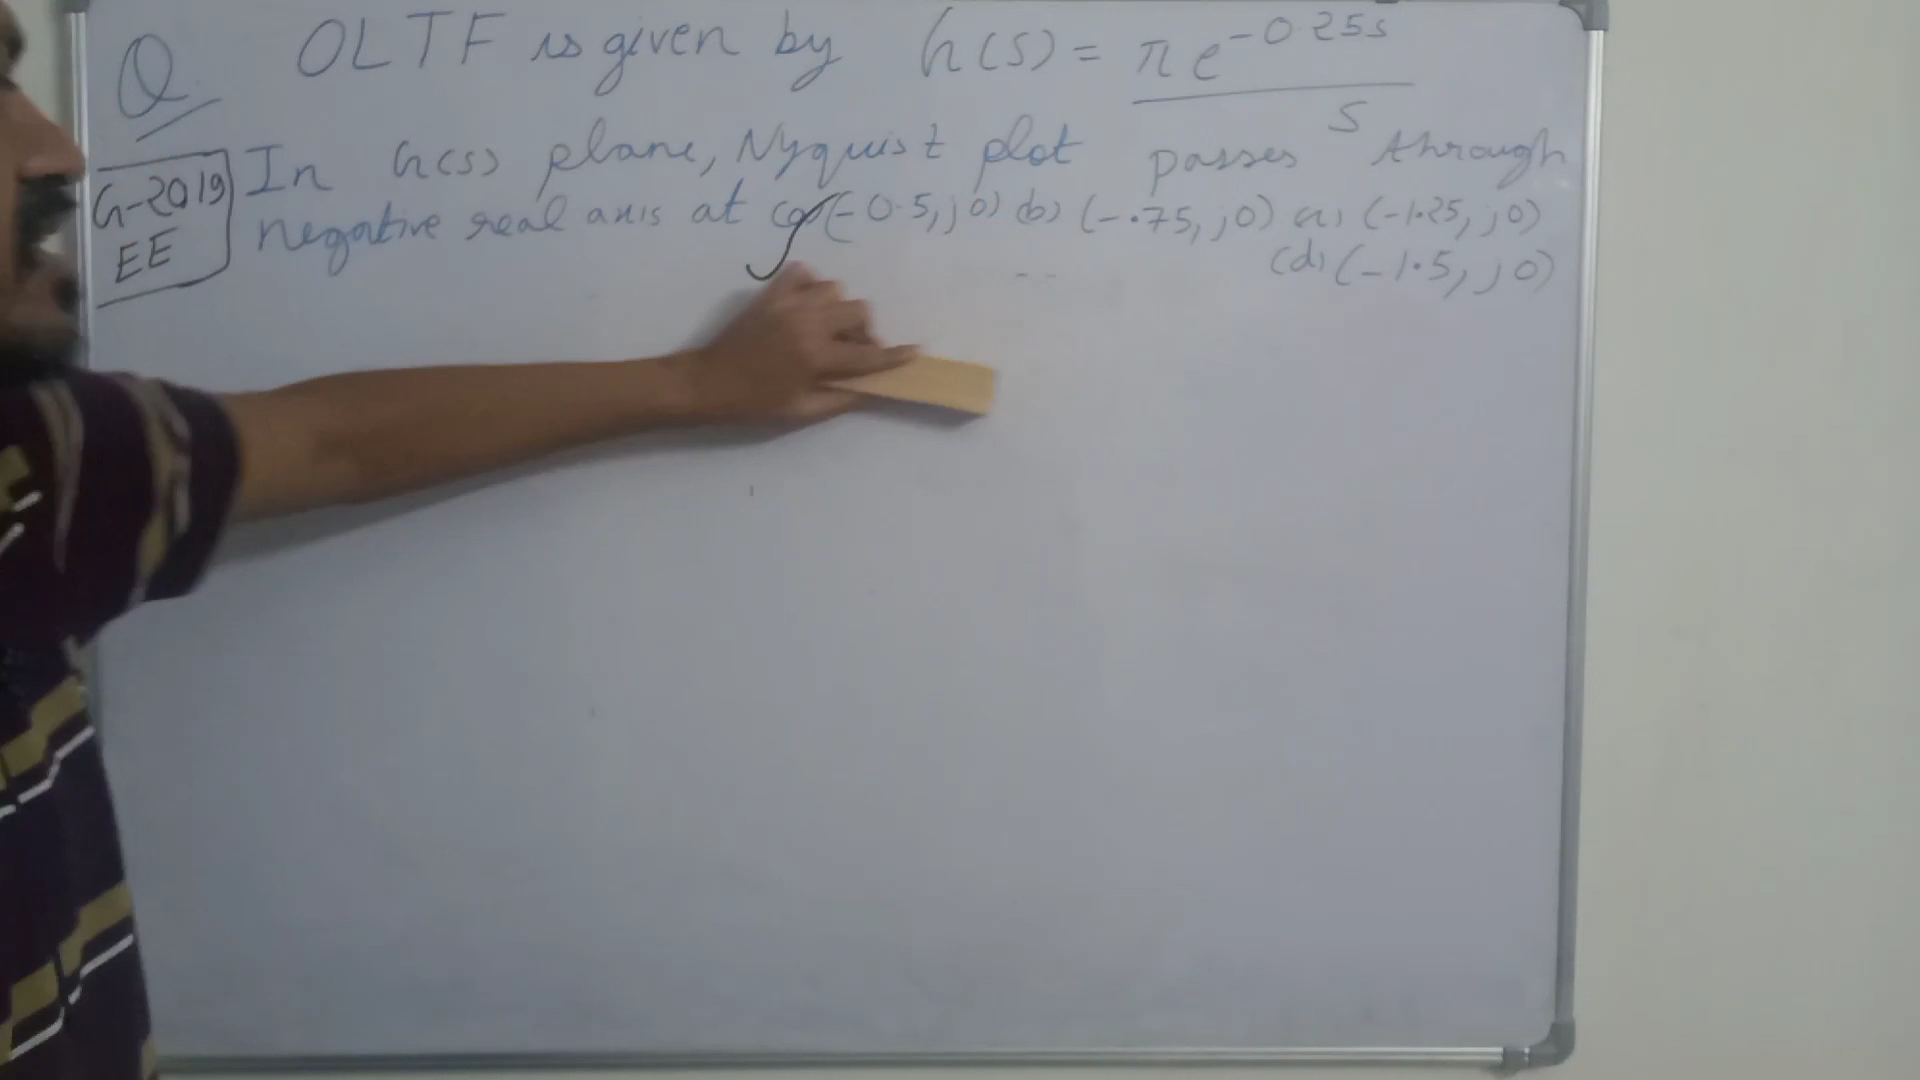 Q OLTF is given by G(s) = π e^-0.25s / s
G-2019 EE
In G(s) plane, Nyquist plot passes through
negative real axis at (a) (-0.5, j0) (b) (-.75, j0) (c) (-1.25, j0)
(d) (-1.5, j0)